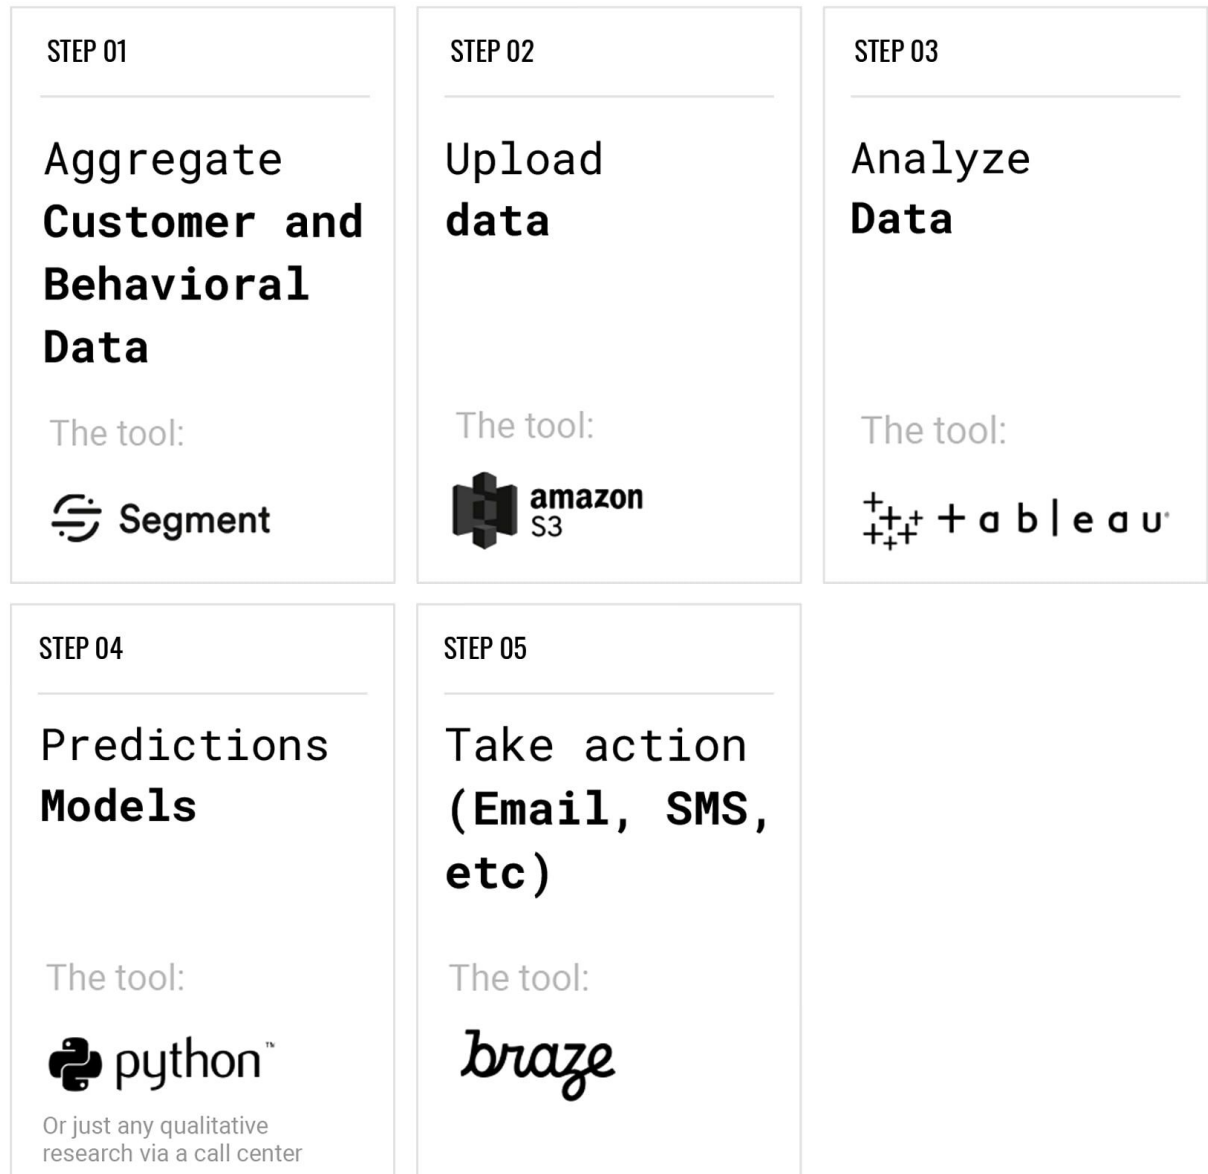 STEP 01
Aggregate
Customer and
Behavioral
Data
The tool:
Segment
STEP 02
Upload
data
The tool:
amazon
S3
STEP 03
Analyze
Data
The tool:
+ableau
STEP 04
Predictions
Models
The tool:
python™
Or just any qualitative
research via a call center
STEP 05
Take action
(Email, SMS,
etc)
The tool:
braze